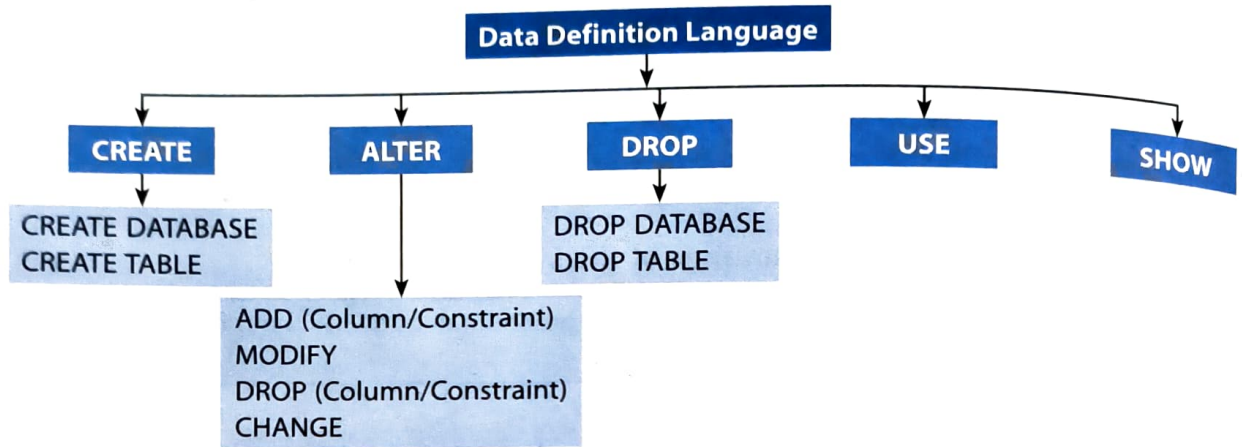 Data Definition Language
CREATE
ALTER
DROP
USE
SHOW
CREATE DATABASE
CREATE TABLE
DROP DATABASE
DROP TABLE
ADD (Column/Constraint)
MODIFY
DROP (Column/Constraint)
CHANGE